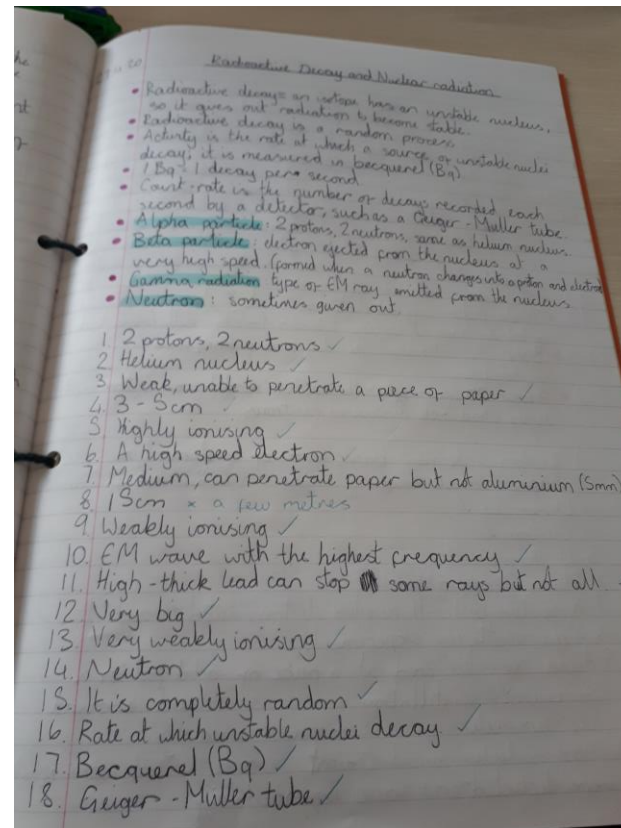 Radioactive Decay and Nuclear radiation
• Radioactive decay = an isotope has an unstable nucleus,
so it gives out radiation to become stable.
• Radioactive decay is a random process
• Activity is the rate at which a source of unstable nuclei
decay, it is measured in becquerel (Bq)
• 1 Bq = 1 decay per second
• Count-rate is the number of decays recorded each
second by a detector, such as a Geiger-Muller tube.
• Alpha particle: 2 protons, 2 neutrons, same as helium nucleus.
• Beta particle: electron ejected from the nucleus at a
very high speed. (formed when a neutron changes into a proton and electron
• Gamma radiation type of EM ray emitted from the nucleus.
• Neutron: sometimes given out.
1. 2 protons, 2 neutrons ✓
2. Helium nucleus ✓
3. Weak, unable to penetrate a piece of paper ✓
4. 3-5cm ✓
5. Highly ionising ✓
6. A high speed electron ✓
7. Medium, can penetrate paper but not aluminium (5mm)
8. 15cm × a few metres
9. Weakly ionising ✓
10. EM wave with the highest frequency ✓
11. High-thick lead can stop some rays but not all
12. Very big ✓
13. Very weakly ionising ✓
14. Neutron ✓
15. It is completely random ✓
16. Rate at which unstable nuclei decay ✓
17. Becquerel (Bq) ✓
18. Geiger-Muller tube ✓